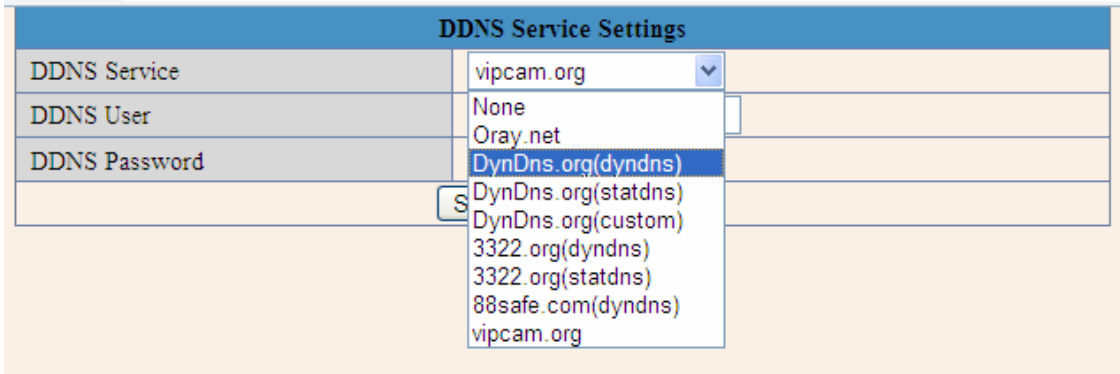 DDNS Service Settings
DDNS Service
vipcam.org
DDNS User
DDNS Password
None
Oray.net
DynDns.org(dyndns)
DynDns.org(statdns)
DynDns.org(custom)
3322.org(dyndns)
3322.org(statdns)
88safe.com(dyndns)
vipcam.org